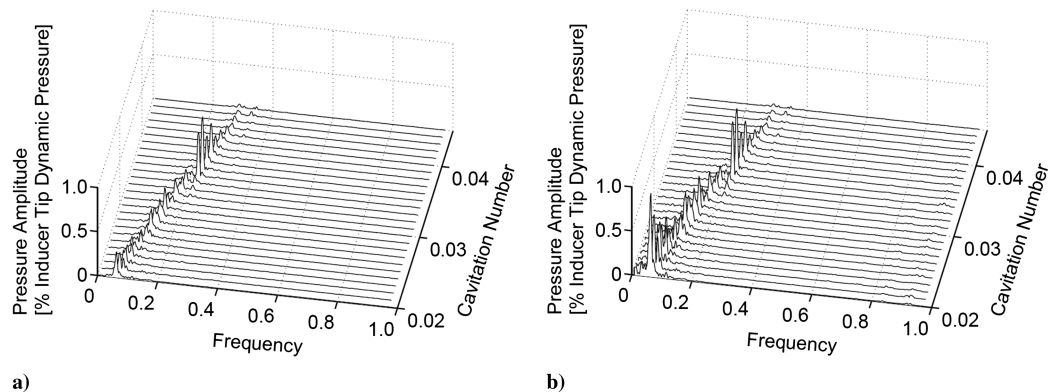 Pressure Amplitude
[% Inducer Tip Dynamic Pressure]
1.0
0.5
0
0
0.2
0.4
0.6
0.8
1.0
Frequency
0.02
0.03
0.04
Cavitation Number
a)
Pressure Amplitude
[% Inducer Tip Dynamic Pressure]
1.0
0.5
0
0
0.2
0.4
0.6
0.8
1.0
Frequency
0.02
0.03
0.04
Cavitation Number
b)